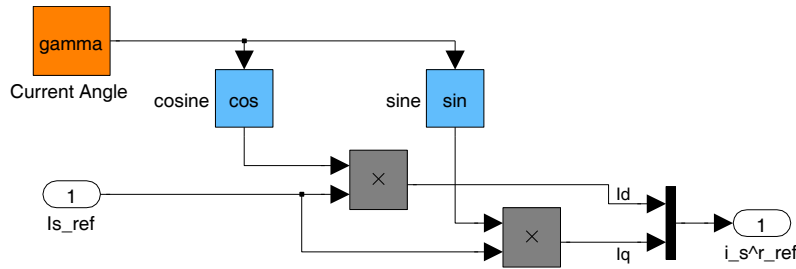 gamma
Current Angle
cosine
cos
sine
sin
×
1
Is_ref
Id
×
Iq
1
i_s^r_ref